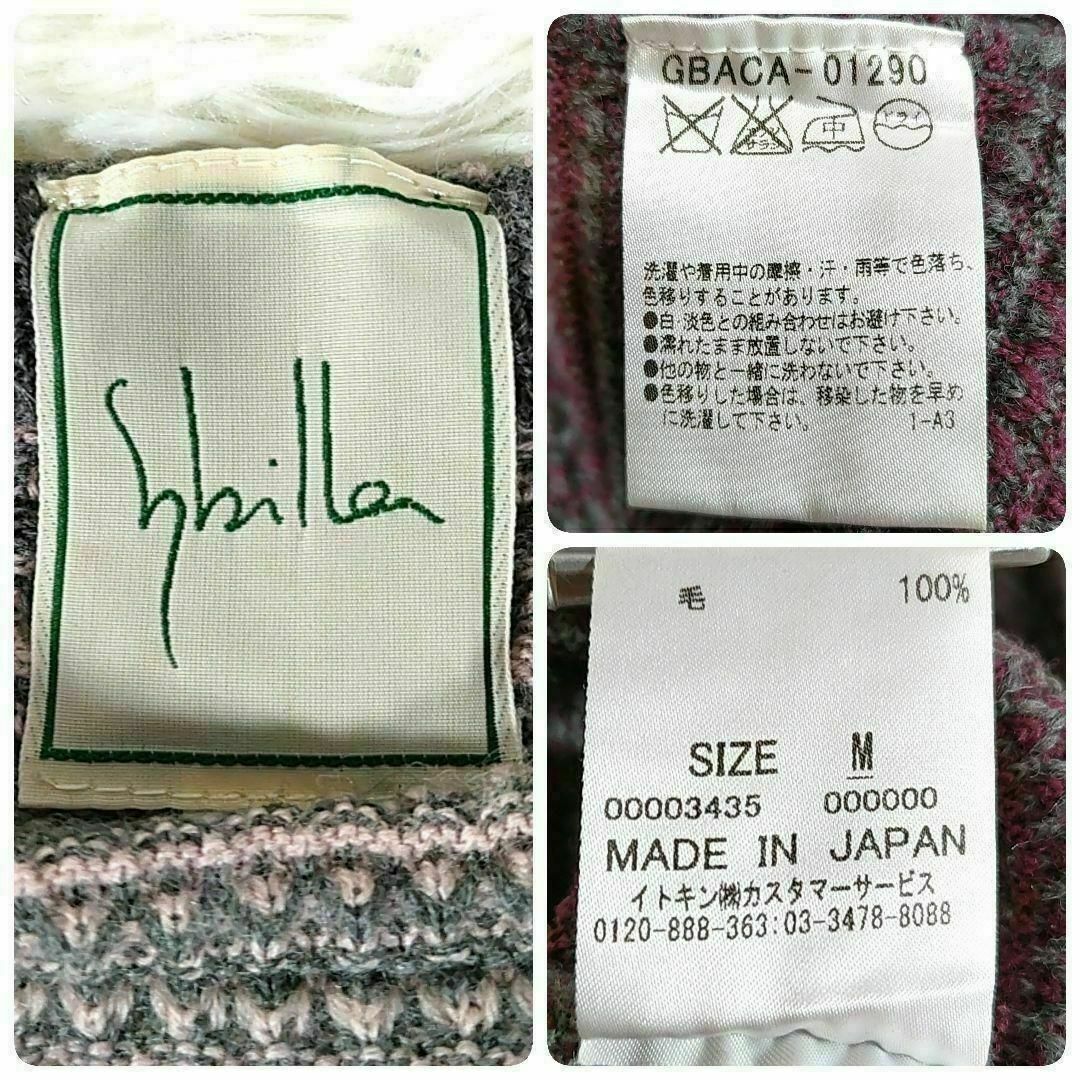 Sybilla
GBACA-01290
サラシ 中 ドライ
洗濯や着用中の摩擦・汗・雨等で色落ち、
色移りすることがあります。
●白・淡色との組み合わせはお避け下さい。
●濡れたまま放置しないで下さい。
●他の物と一緒に洗わないで下さい。
●色移りした場合は、移染した物を早め
に洗濯して下さい。 1-A3
毛 100%
SIZE M
00003435 000000
MADE IN JAPAN
イトキン㈱カスタマーサービス
0120-888-363:03-3478-8088